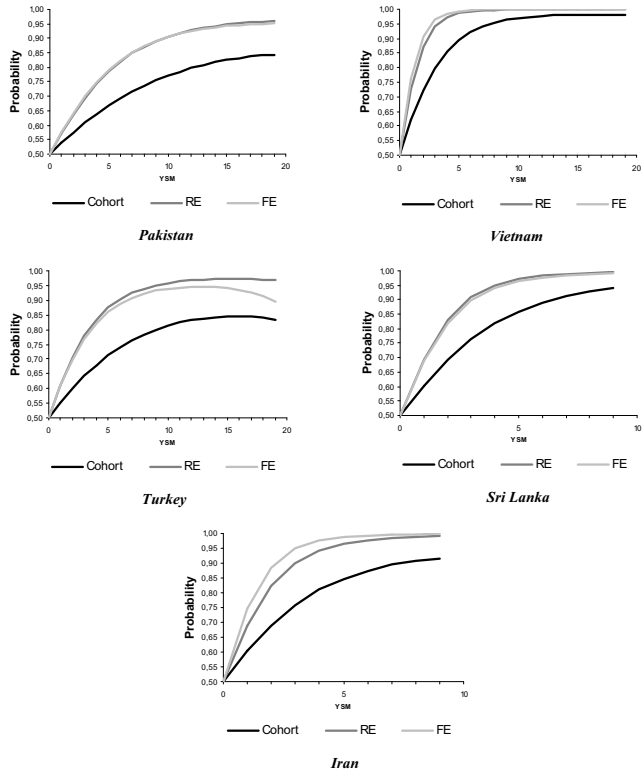 Probability
1,00
0,95
0,90
0,85
0,80
0,75
0,70
0,65
0,60
0,55
0,50
0 5 10 15 20
YSM
Cohort RE FE
Pakistan
Probability
1,00
0,95
0,90
0,85
0,80
0,75
0,70
0,65
0,60
0,55
0,50
0 5 10 15 20
YSM
Cohort RE FE
Vietnam
Probability
1,00
0,95
0,90
0,85
0,80
0,75
0,70
0,65
0,60
0,55
0,50
0 5 10 15 20
YSM
Cohort RE FE
Turkey
Probability
1,00
0,95
0,90
0,85
0,80
0,75
0,70
0,65
0,60
0,55
0,50
0 5 10
YSM
Cohort RE FE
Sri Lanka
Probability
1,00
0,95
0,90
0,85
0,80
0,75
0,70
0,65
0,60
0,55
0,50
0 5 10
YSM
Cohort RE FE
Iran